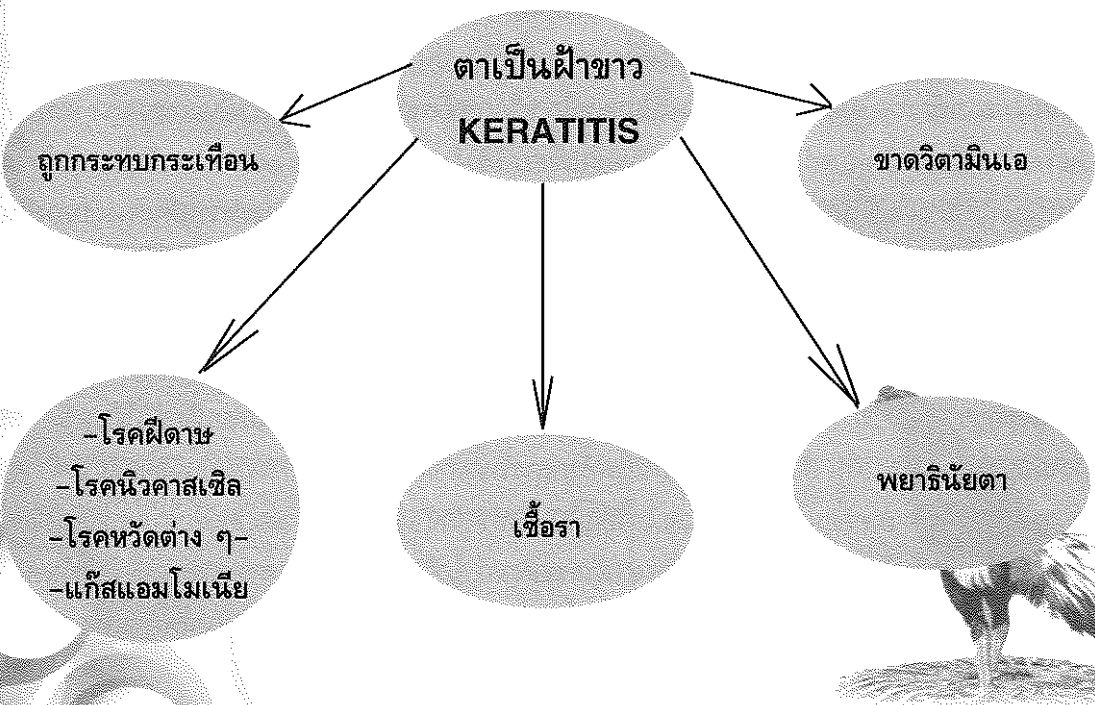 ตาเป็นฝ้าขาว
KERATITIS
ถูกกระทบกระเทือน
ขาดวิตามินเอ
-โรคฝีดาษ
-โรคนิวคาสเซิล
-โรคหวัดต่าง ๆ-
-แก๊สแอมโมเนีย
เชื้อรา
พยาธินัยตา